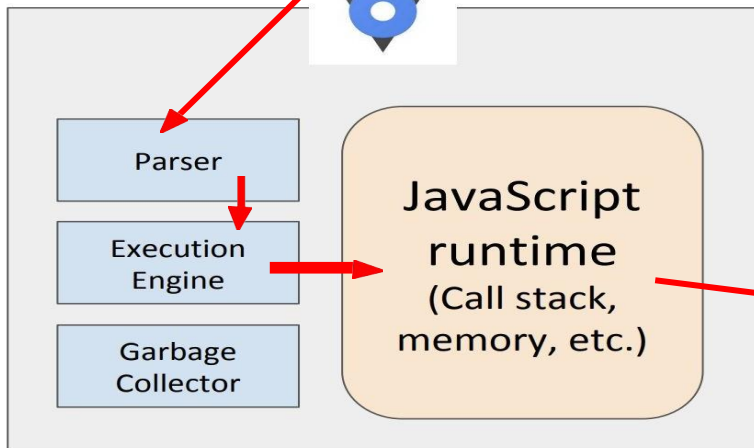 Parser
Execution
Engine
Garbage
Collector
JavaScript
runtime
(Call stack,
memory, etc.)